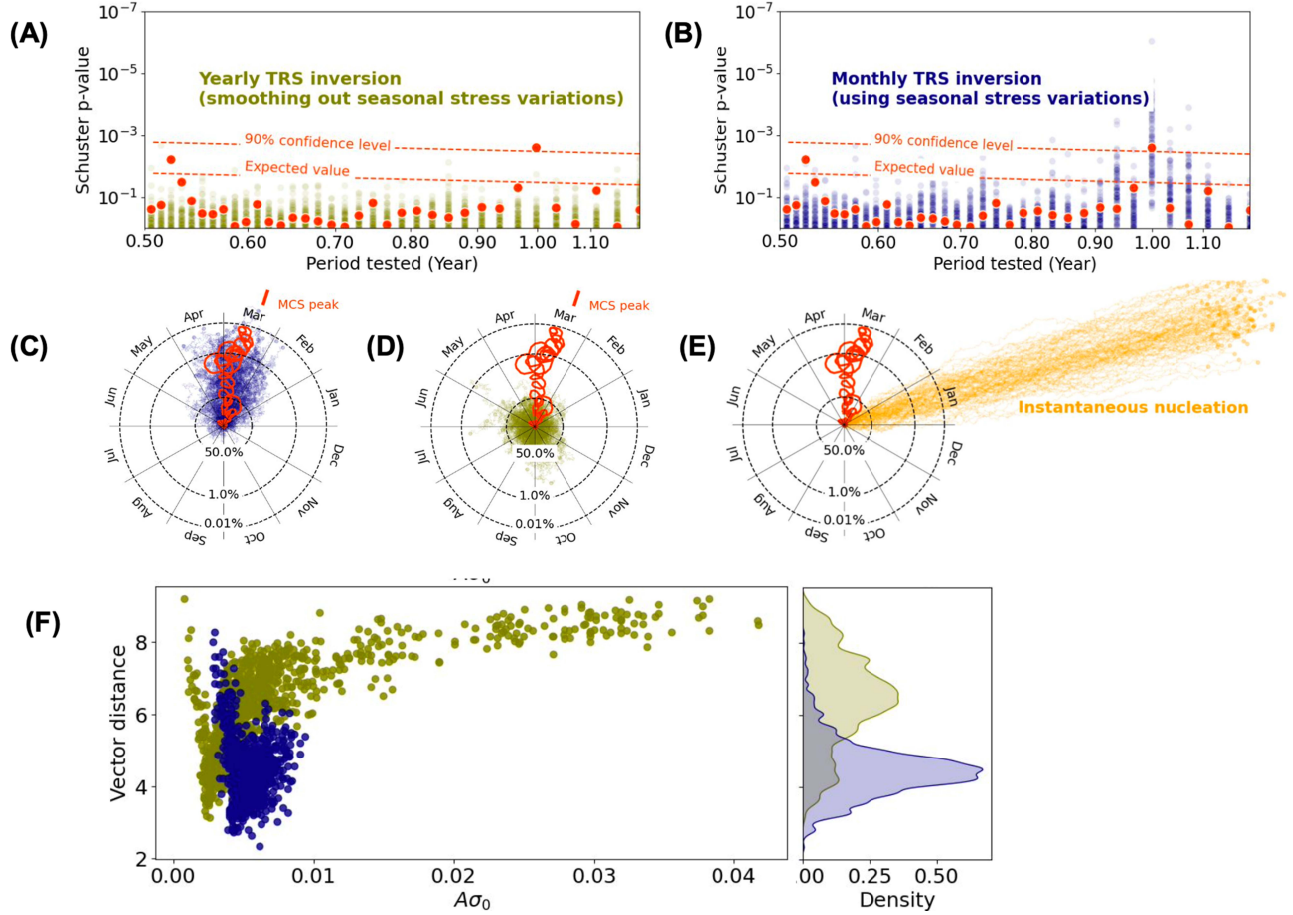 (A)
10⁻⁷
10⁻⁵
10⁻³
10⁻¹
Schuster p-value
Yearly TRS inversion
(smoothing out seasonal stress variations)
90% confidence level
Expected value
0.50 0.60 0.70 0.80 0.90 1.00 1.10
Period tested (Year)
(B)
10⁻⁷
10⁻⁵
10⁻³
10⁻¹
Schuster p-value
Monthly TRS inversion
(using seasonal stress variations)
90% confidence level
Expected value
0.50 0.60 0.70 0.80 0.90 1.00 1.10
Period tested (Year)
(C)
MCS peak
Apr Mar
May Feb
Jun Jan
Jul Dec
Aug Nov
Sep Oct
50.0%
1.0%
0.01%
(D)
MCS peak
Apr Mar
May Feb
Jun Jan
Jul Dec
Aug Nov
Sep Oct
50.0%
1.0%
0.01%
(E)
Apr Mar
May Feb
Jun Jan
Jul Dec
Aug Nov
Sep Oct
50.0%
1.0%
0.01%
Instantaneous nucleation
(F)
Aσ₀
8
6
4
2
Vector distance
0.00 0.01 0.02 0.03 0.04
Aσ₀
.00 0.25 0.50
Density